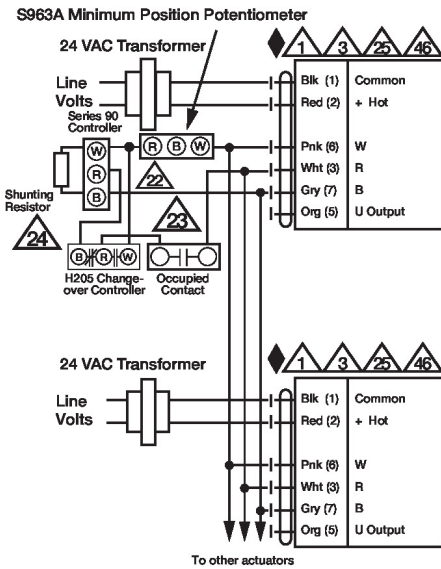 S963A Minimum Position Potentiometer
24 VAC Transformer
1 3 25 46
Line
Volts
Blk (1) Common
Red (2) + Hot
Series 90
Controller
W
R
B
R B W
Pnk (6) W
Wht (3) R
Gry (7) B
Org (5) U Output
22
23
Shunting
Resistor
24
B R W
H205 Change-
over Controller
Occupied
Contact
24 VAC Transformer
1 3 25 46
Line
Volts
Blk (1) Common
Red (2) + Hot
Pnk (6) W
Wht (3) R
Gry (7) B
Org (5) U Output
To other actuators